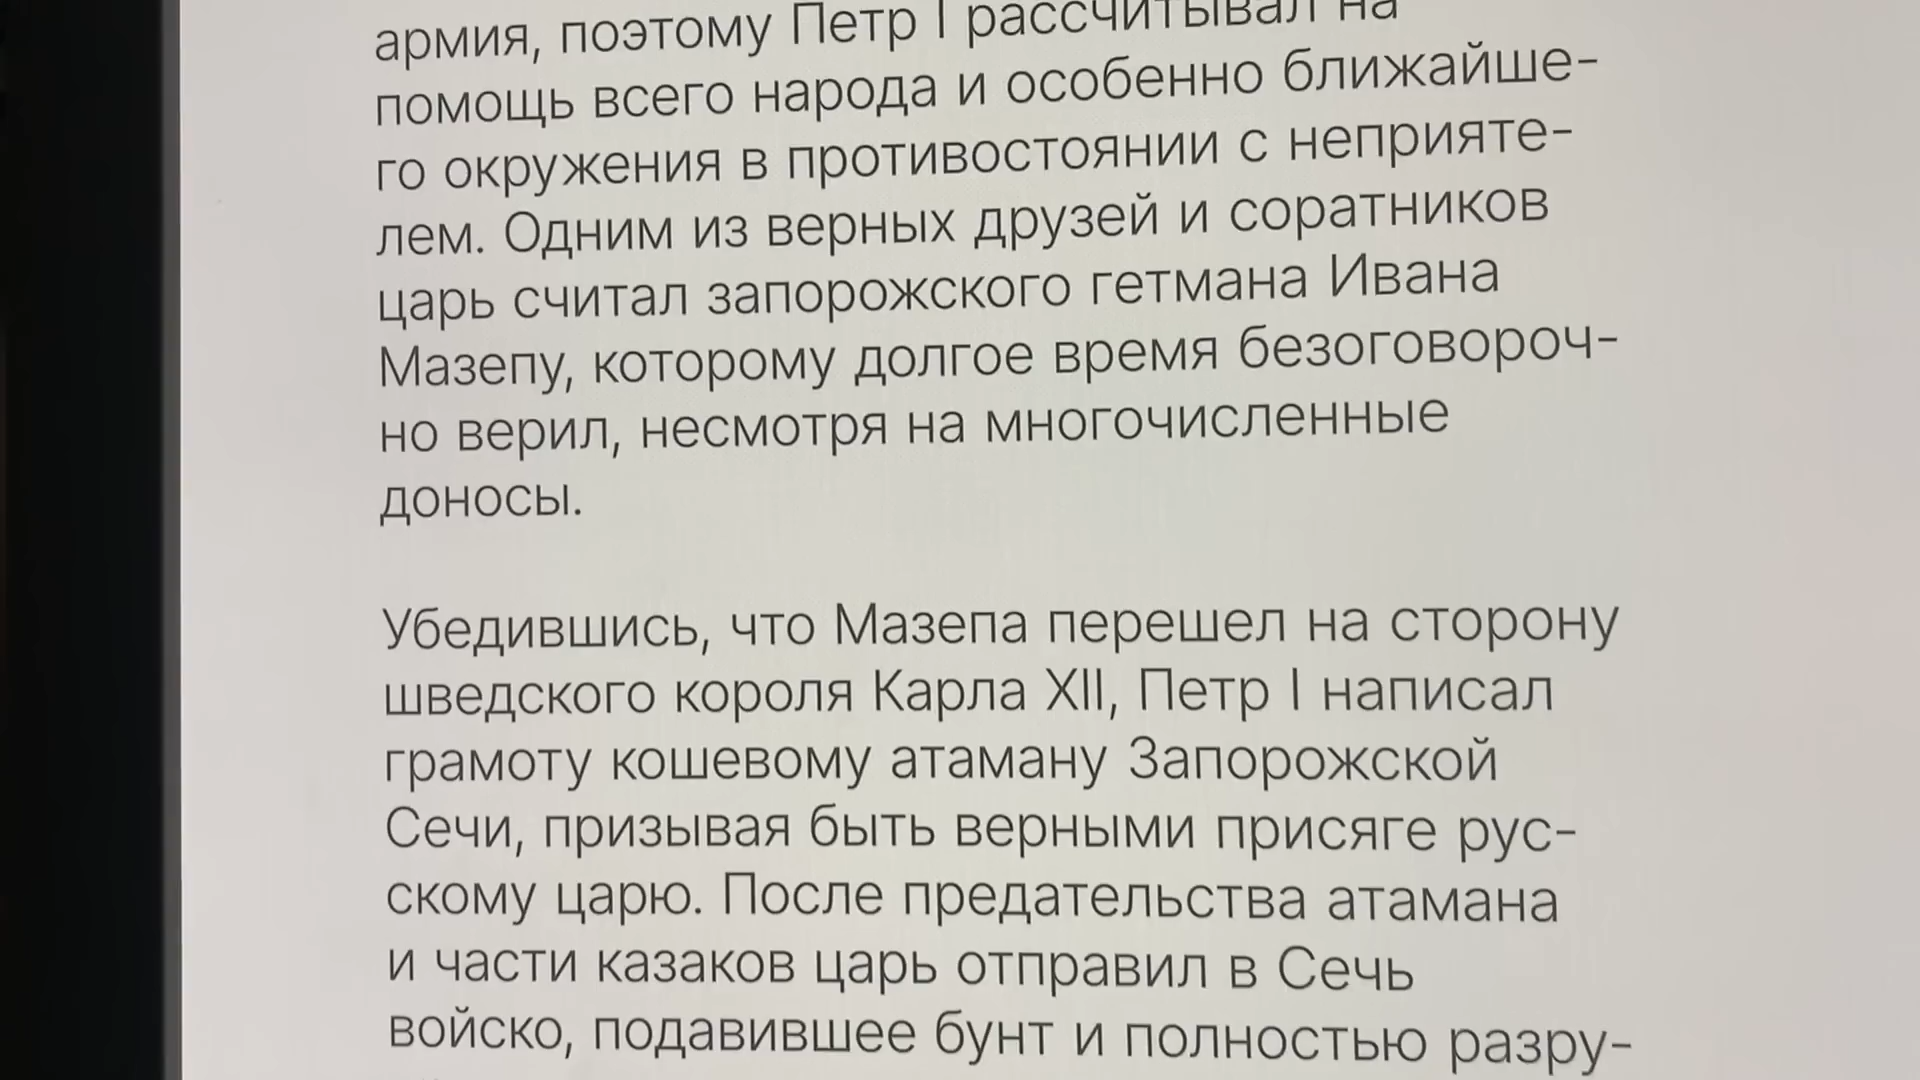 армия, поэтому Петр I рассчитывал на
помощь всего народа и особенно ближайше-
го окружения в противостоянии с неприяте-
лем. Одним из верных друзей и соратников
царь считал запорожского гетмана Ивана
Мазепу, которому долгое время безоговороч-
но верил, несмотря на многочисленные
доносы.
Убедившись, что Мазепа перешел на сторону
шведского короля Карла XII, Петр I написал
грамоту кошевому атаману Запорожской
Сечи, призывая быть верными присяге рус-
скому царю. После предательства атамана
и части казаков царь отправил в Сечь
войско, подавившее бунт и полностью разру-